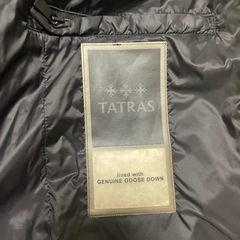 TATRAS
lined with
GENUINE GOOSE DOWN